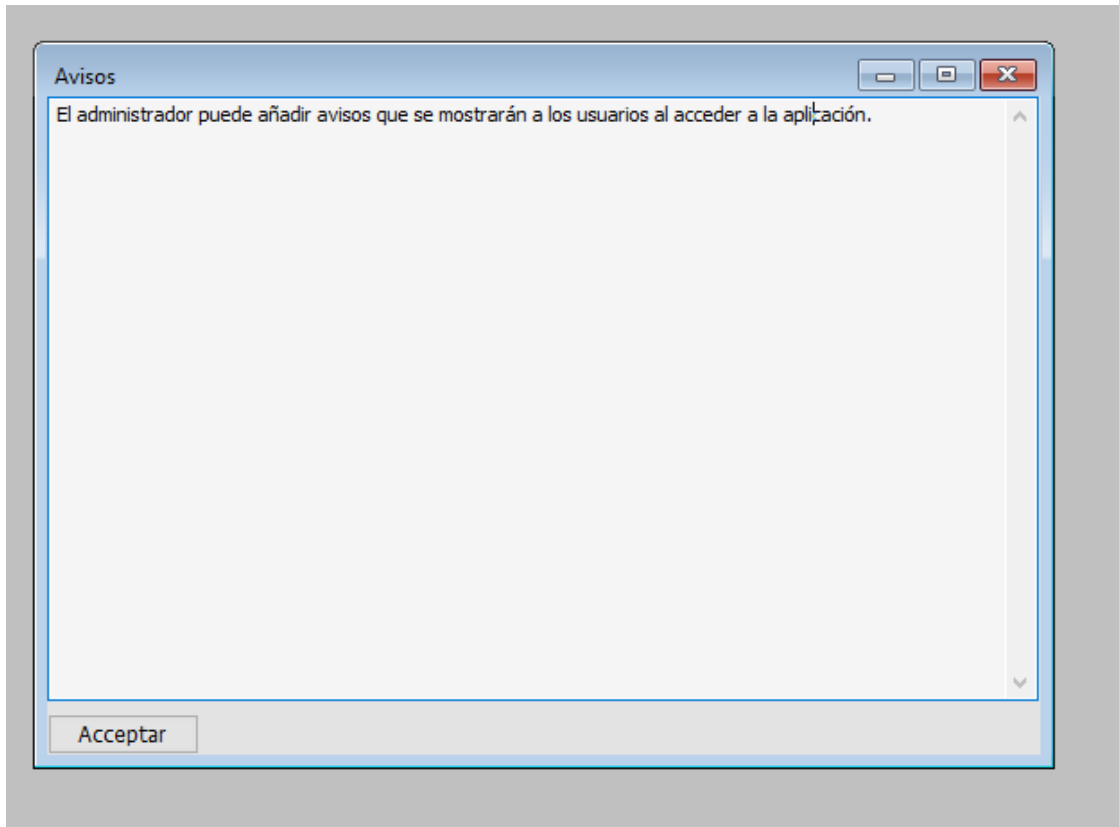 Avisos
El administrador puede añadir avisos que se mostrarán a los usuarios al acceder a la aplicación.
Acceptar